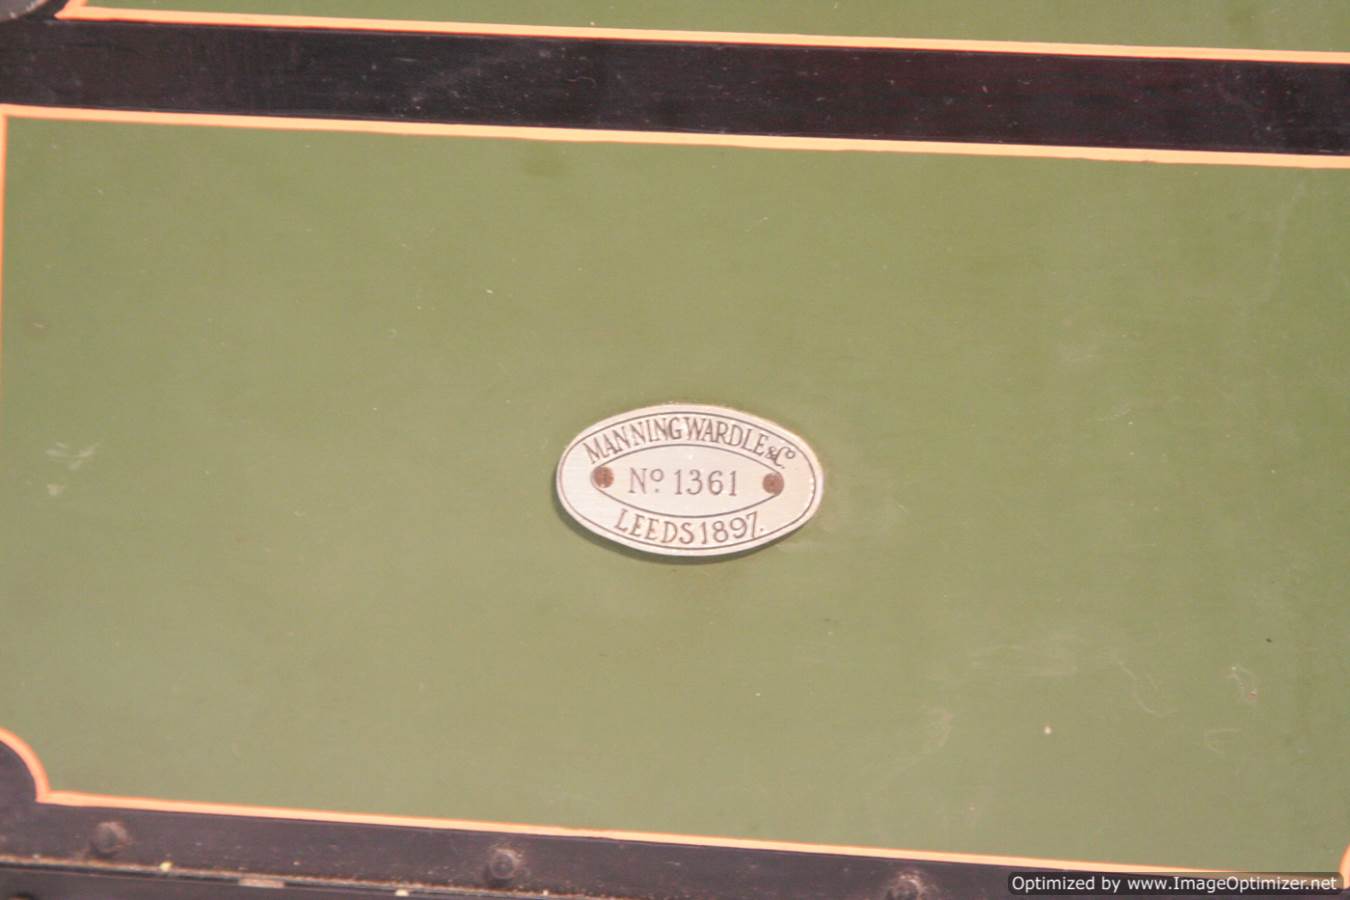 MANNING WARDLE & Cº
Nº 1361
LEEDS 1897.
Optimized by www.ImageOptimizer.net